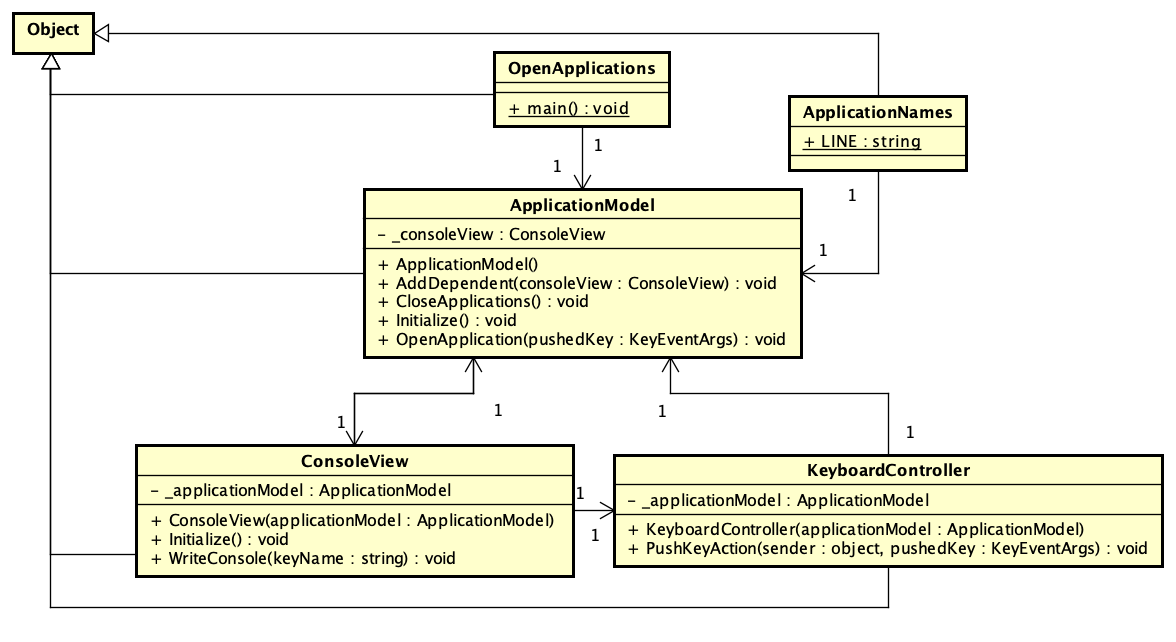 Object
OpenApplications
+ main() : void
ApplicationNames
+ LINE : string
1
1
1
1
ApplicationModel
- _consoleView : ConsoleView
+ ApplicationModel()
+ AddDependent(consoleView : ConsoleView) : void
+ CloseApplications() : void
+ Initialize() : void
+ OpenApplication(pushedKey : KeyEventArgs) : void
1
1
1
1
ConsoleView
- _applicationModel : ApplicationModel
+ ConsoleView(applicationModel : ApplicationModel)
+ Initialize() : void
+ WriteConsole(keyName : string) : void
1
1
KeyboardController
- _applicationModel : ApplicationModel
+ KeyboardController(applicationModel : ApplicationModel)
+ PushKeyAction(sender : object, pushedKey : KeyEventArgs) : void